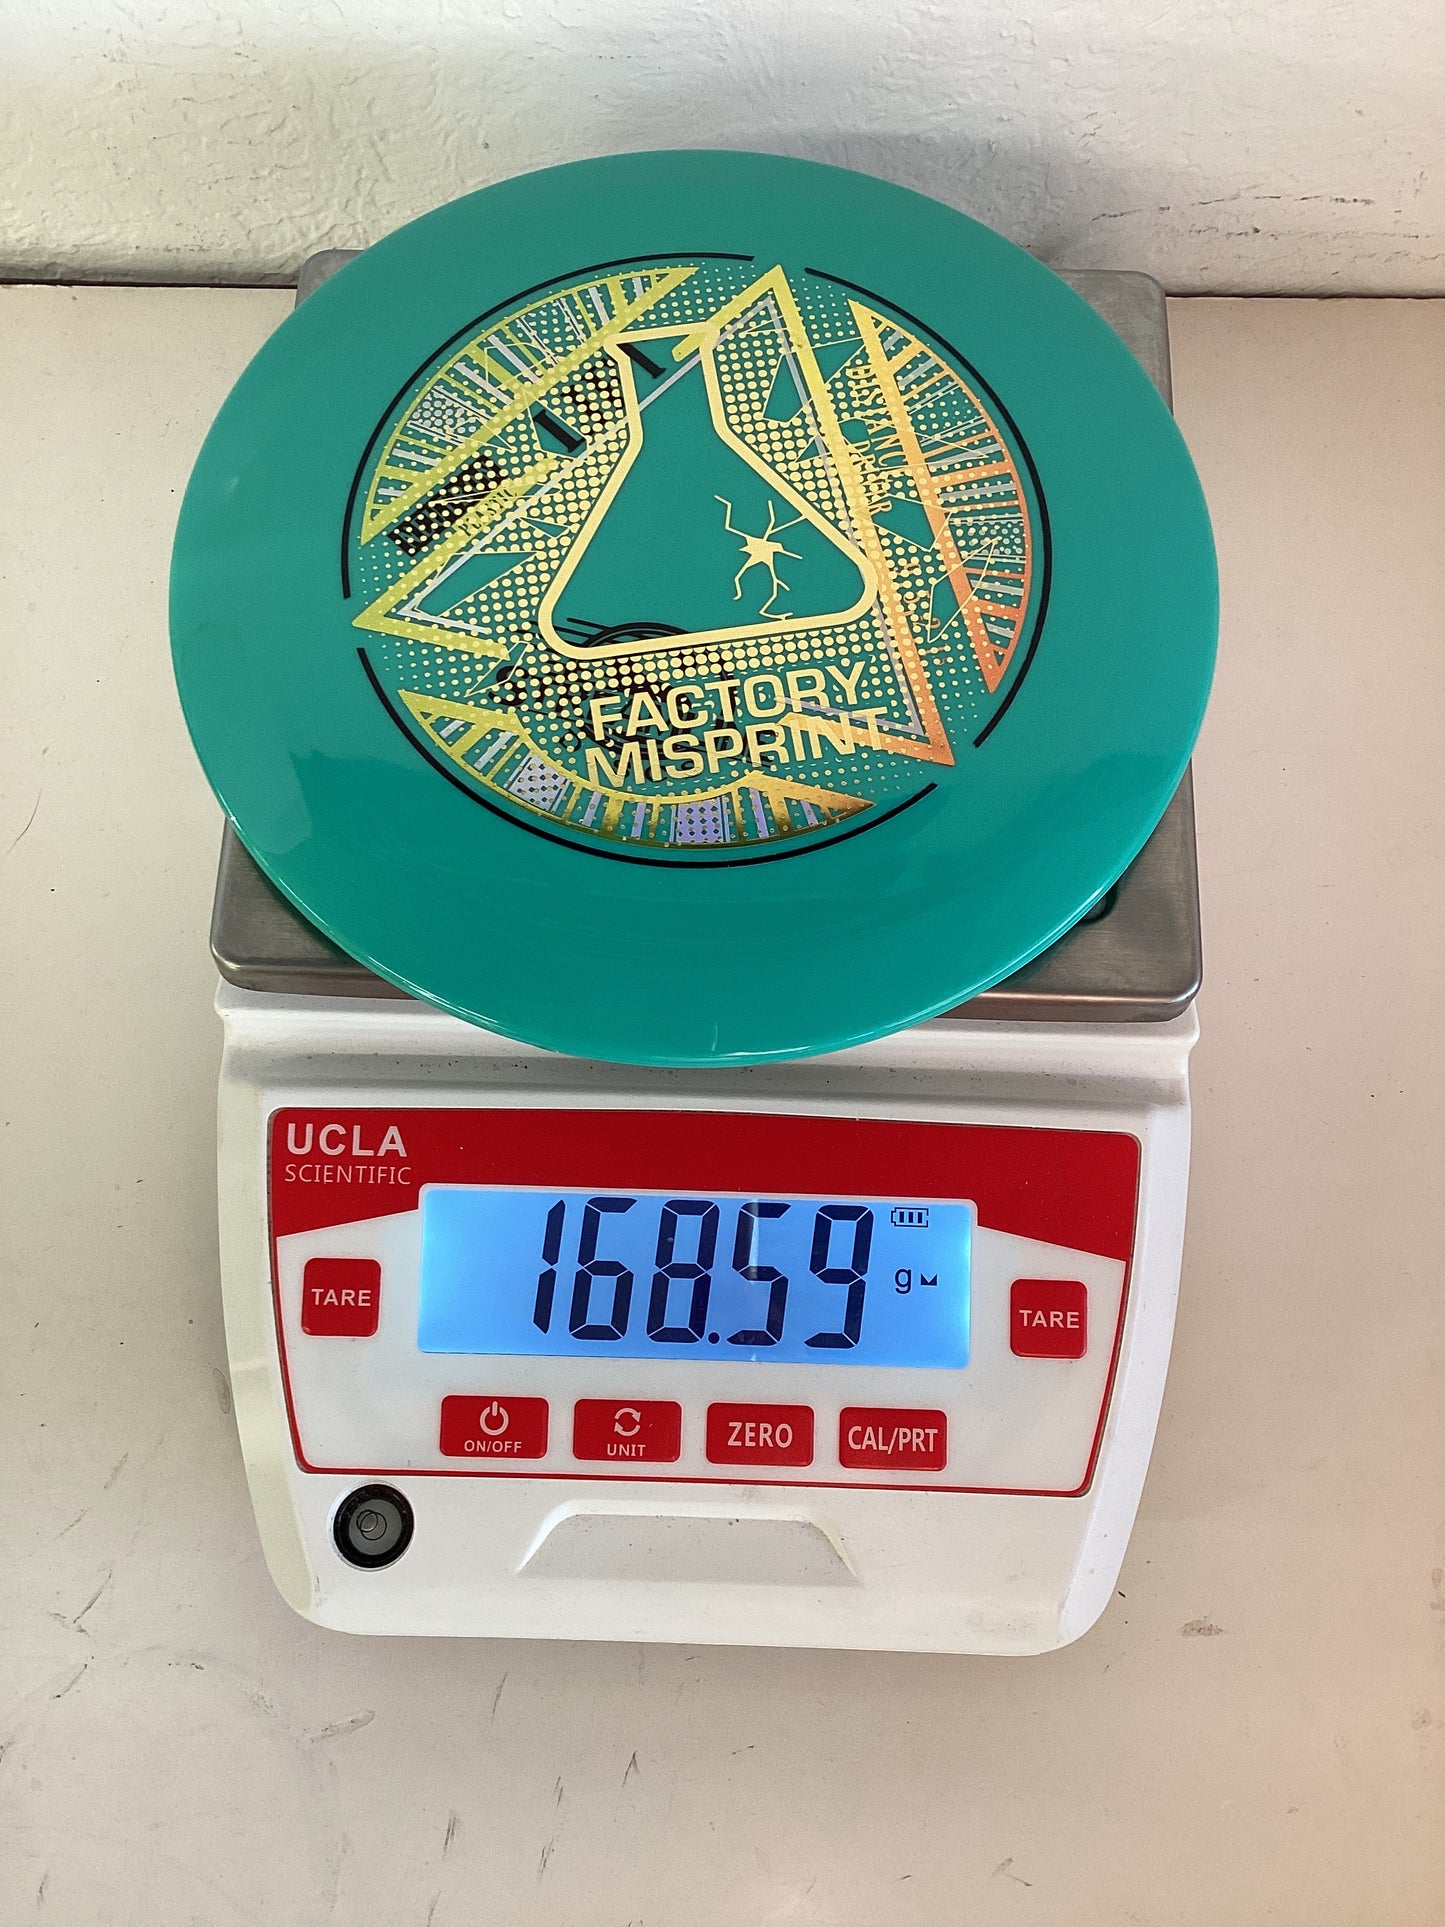 FACTORY
MISPRINT
UCLA
SCIENTIFIC
168.59
g
TARE
TARE
ON/OFF
UNIT
ZERO
CAL/PRT